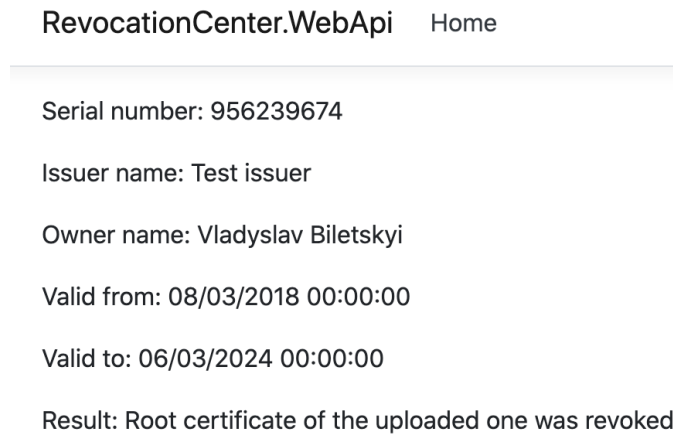 RevocationCenter.WebApi Home
Serial number: 956239674
Issuer name: Test issuer
Owner name: Vladyslav Biletskyi
Valid from: 08/03/2018 00:00:00
Valid to: 06/03/2024 00:00:00
Result: Root certificate of the uploaded one was revoked